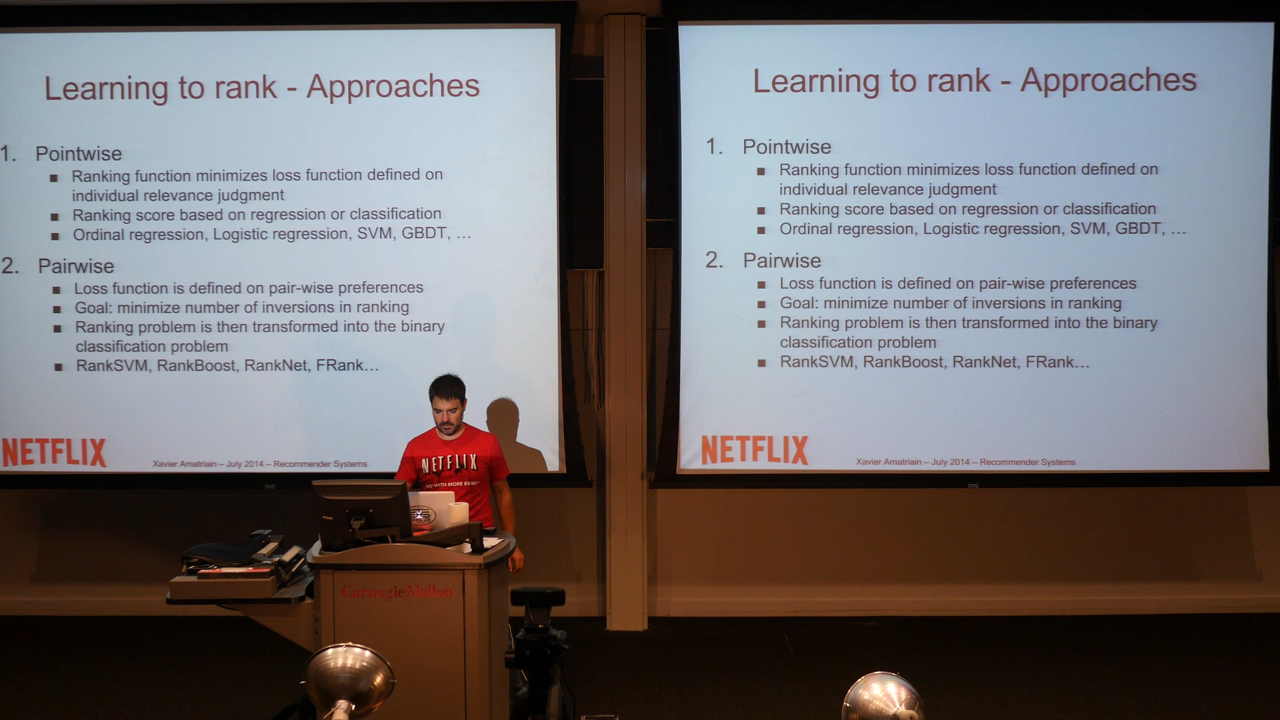 Learning to rank - Approaches
1. Pointwise
■ Ranking function minimizes loss function defined on
individual relevance judgment
■ Ranking score based on regression or classification
■ Ordinal regression, Logistic regression, SVM, GBDT, …
2. Pairwise
■ Loss function is defined on pair-wise preferences
■ Goal: minimize number of inversions in ranking
■ Ranking problem is then transformed into the binary
classification problem
■ RankSVM, RankBoost, RankNet, FRank…
NETFLIX
Xavier Amatriain – July 2014 – Recommender Systems
Learning to rank - Approaches
1. Pointwise
■ Ranking function minimizes loss function defined on
individual relevance judgment
■ Ranking score based on regression or classification
■ Ordinal regression, Logistic regression, SVM, GBDT, …
2. Pairwise
■ Loss function is defined on pair-wise preferences
■ Goal: minimize number of inversions in ranking
■ Ranking problem is then transformed into the binary
classification problem
■ RankSVM, RankBoost, RankNet, FRank…
NETFLIX
Xavier Amatriain – July 2014 – Recommender Systems
NETFLIX
WITH MORE
Carnegie Mellon